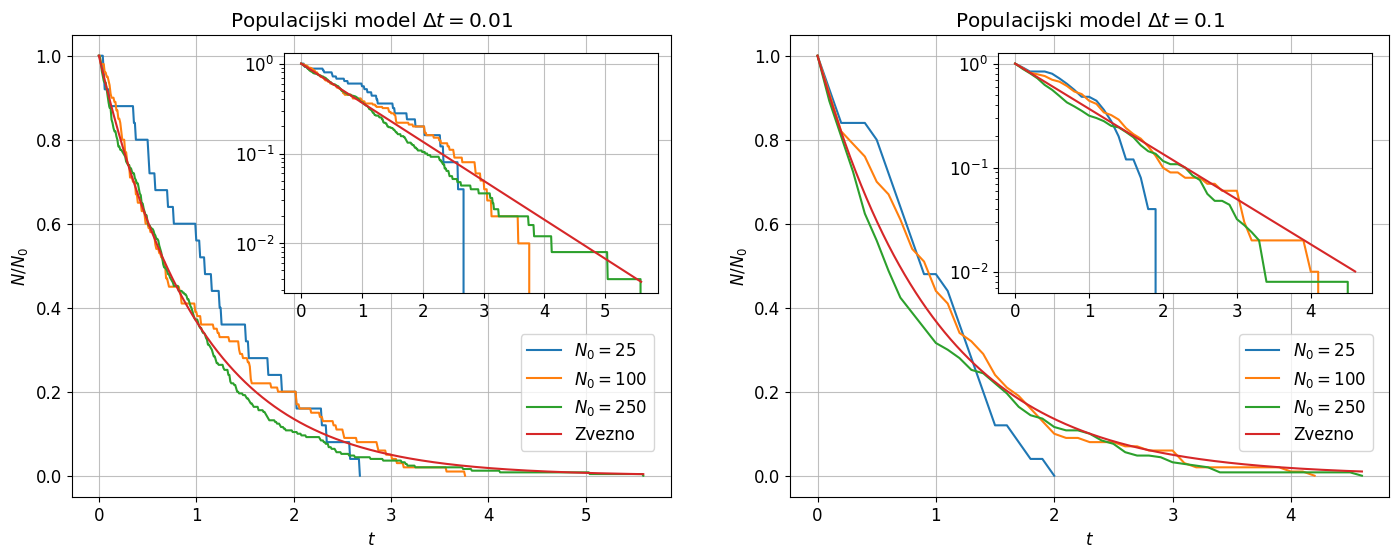 Populacijski model Δt = 0.01
N/N₀
1.0
0.8
0.6
0.4
0.2
0.0
10⁰
10⁻¹
10⁻²
0 1 2 3 4 5
N₀ = 25
N₀ = 100
N₀ = 250
Zvezno
0 1 2 3 4 5
t
Populacijski model Δt = 0.1
N/N₀
1.0
0.8
0.6
0.4
0.2
0.0
10⁰
10⁻¹
10⁻²
0 1 2 3 4
N₀ = 25
N₀ = 100
N₀ = 250
Zvezno
0 1 2 3 4
t